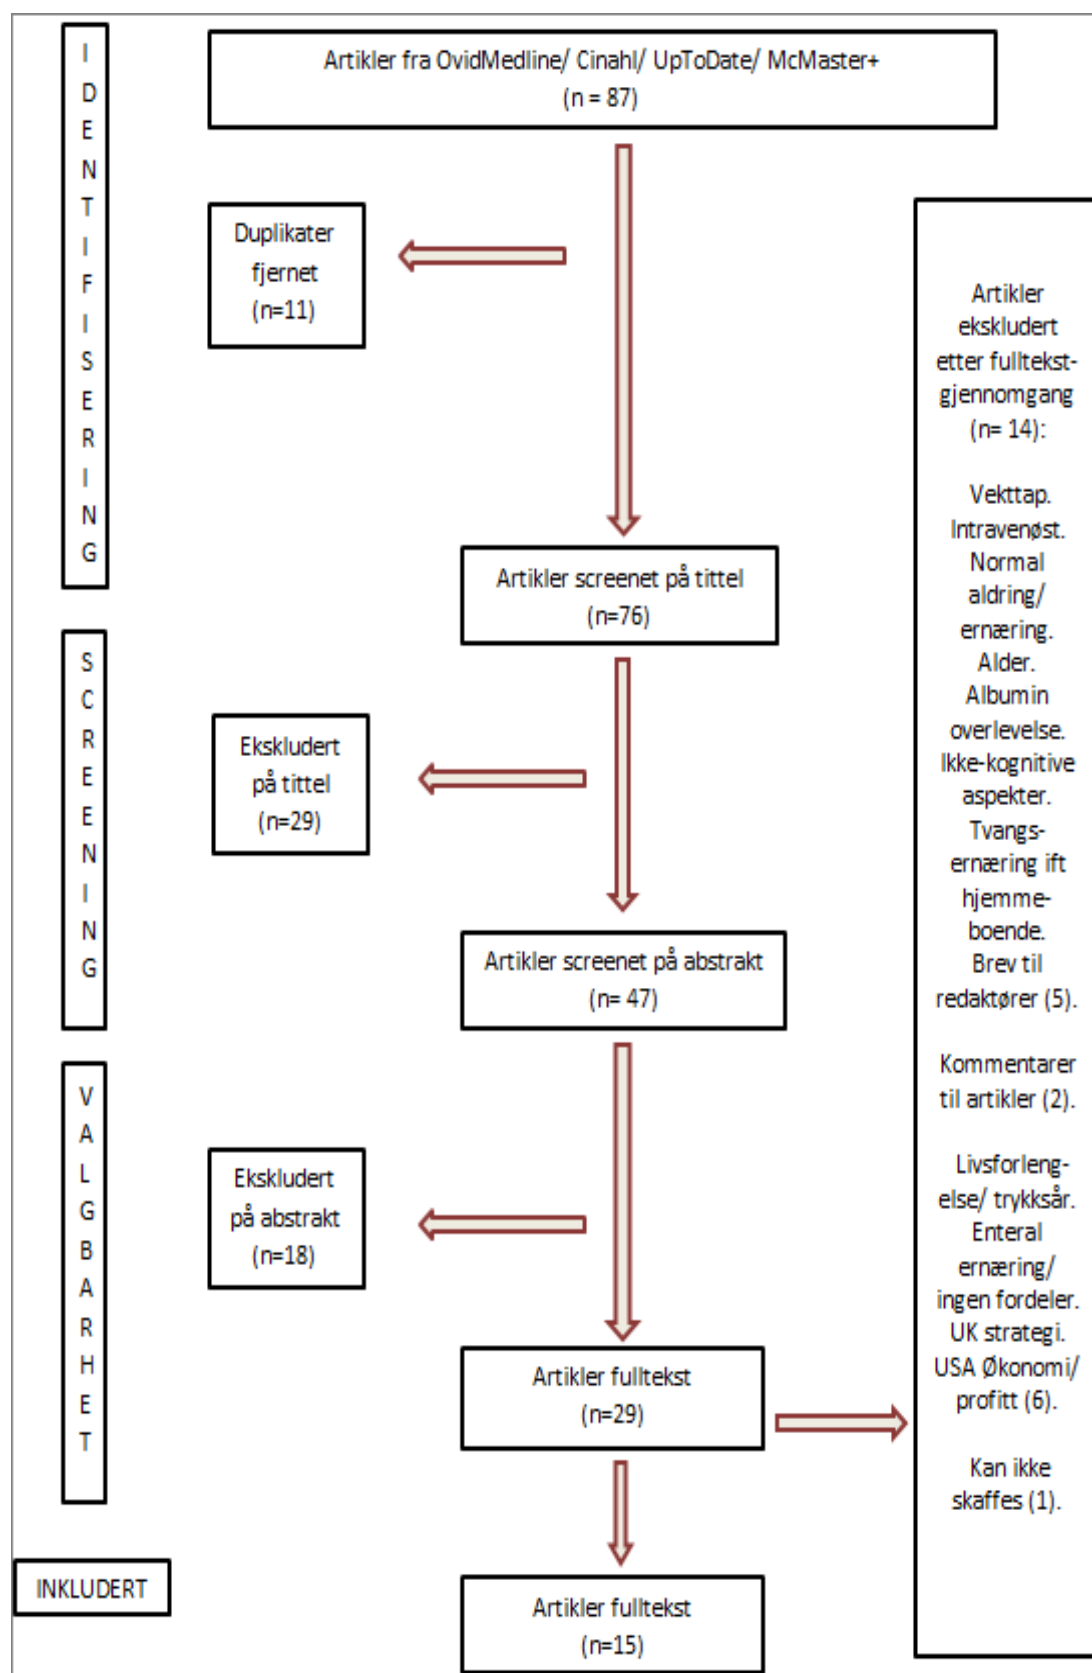 I
D
E
N
T
I
F
I
S
E
R
I
N
G
Artikler fra OvidMedline/ Cinahl/ UpToDate/ McMaster+
(n = 87)
Duplikater
fjernet
(n=11)
Artikler screenet på tittel
(n=76)
S
C
R
E
E
N
I
N
G
Ekskludert
på tittel
(n=29)
Artikler screenet på abstrakt
(n= 47)
V
A
L
G
B
A
R
H
E
T
Ekskludert
på abstrakt
(n=18)
Artikler fulltekst
(n=29)
Artikler
ekskludert
etter fulltekst-
gjennomgang
(n= 14):
Vekttap.
Intravenøst.
Normal
aldring/
ernæring.
Alder.
Albumin
overlevelse.
Ikke-kognitive
aspekter.
Tvangs-
ernæring ift
hjemme-
boende.
Brev til
redaktører (5).
Kommentarer
til artikler (2).
Livsforleng-
else/ trykksår.
Enteral
ernæring/
ingen fordeler.
UK strategi.
USA Økonomi/
profitt (6).
Kan ikke
skaffes (1).
INKLUDERT
Artikler fulltekst
(n=15)